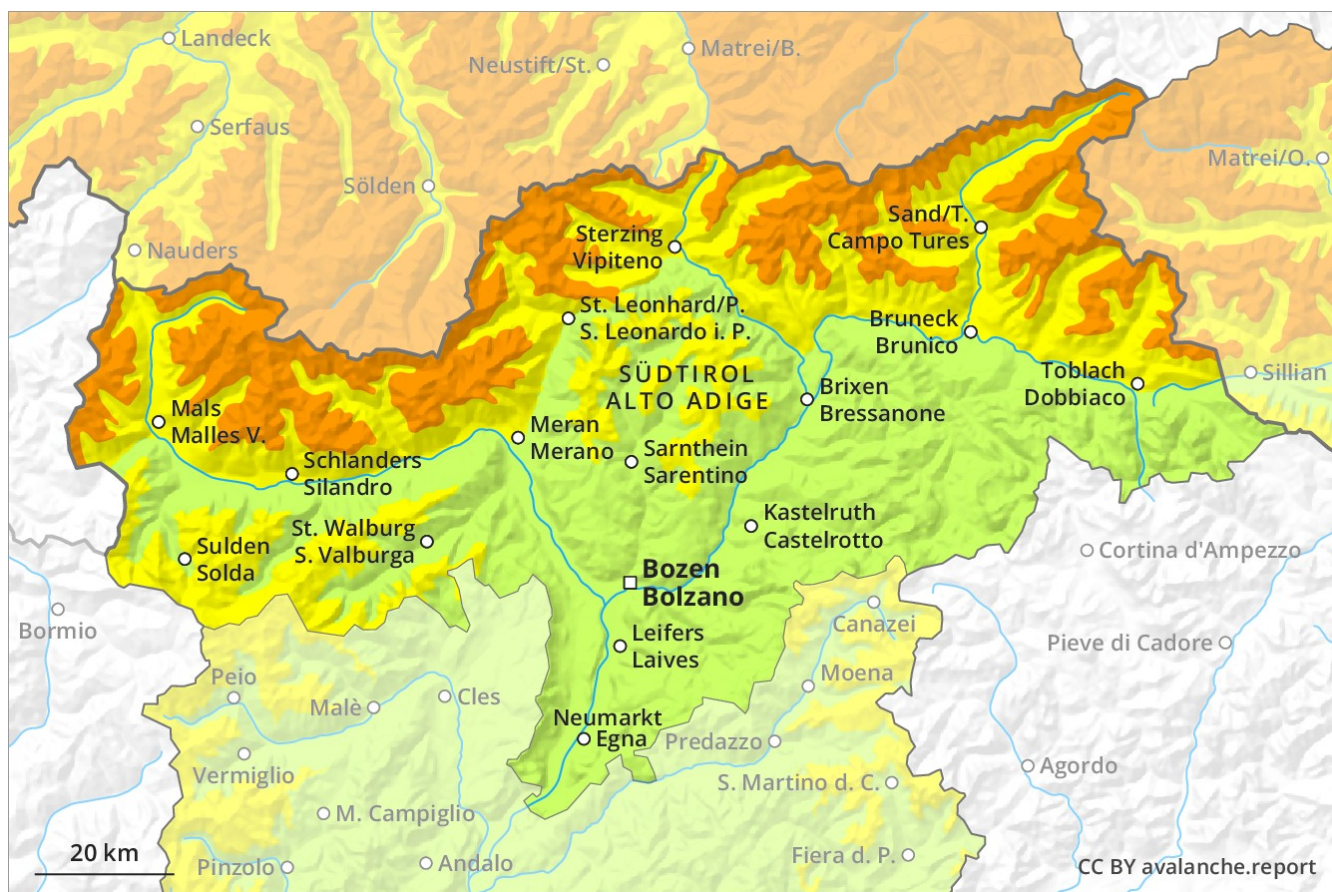 Landeck
Matrei/B.
Neustift/St.
Serfaus
Matrei/O.
Sölden
Sand/T.
Campo Tures
Sterzing
Vipiteno
Nauders
St. Leonhard/P.
S. Leonardo i. P.
Bruneck
Brunico
SÜDTIROL
ALTO ADIGE
Toblach
Dobbiaco
Sillian
Brixen
Bressanone
Mals
Malles V.
Meran
Merano
Sarnthein
Sarentino
Schlanders
Silandro
Kastelruth
Castelrotto
St. Walburg
S. Valburga
Sulden
Solda
Cortina d'Ampezzo
Bozen
Bolzano
Bormio
Canazei
Leifers
Laives
Pieve di Cadore
Peio
Moena
Malè
Cles
Neumarkt
Egna
Predazzo
Vermiglio
Agordo
S. Martino d. C.
M. Campiglio
20 km
Pinzolo
Andalo
Fiera d. P.
CC BY avalanche.report